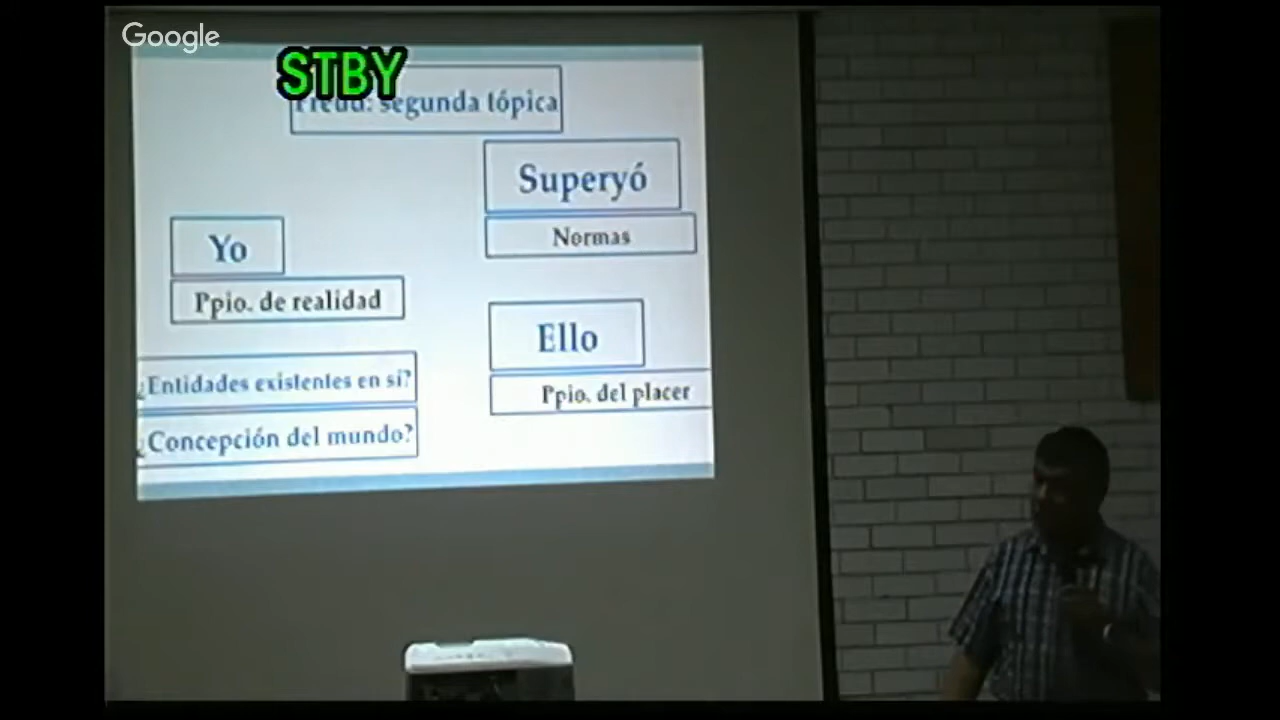 Google
STBY
Freud: segunda tópica
Superyó
Normas
Yo
Ppio. de realidad
Ello
Ppio. del placer
¿Entidades existentes en sí?
¿Concepción del mundo?